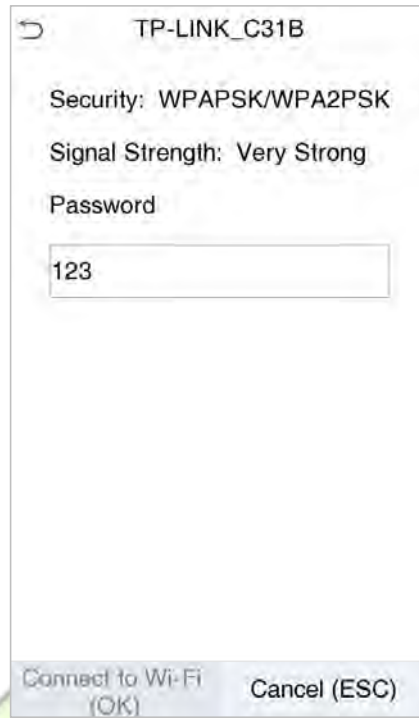 TP-LINK_C31B
Security: WPAPSK/WPA2PSK
Signal Strength: Very Strong
Password
123
Connect to Wi-Fi
(OK)
Cancel (ESC)